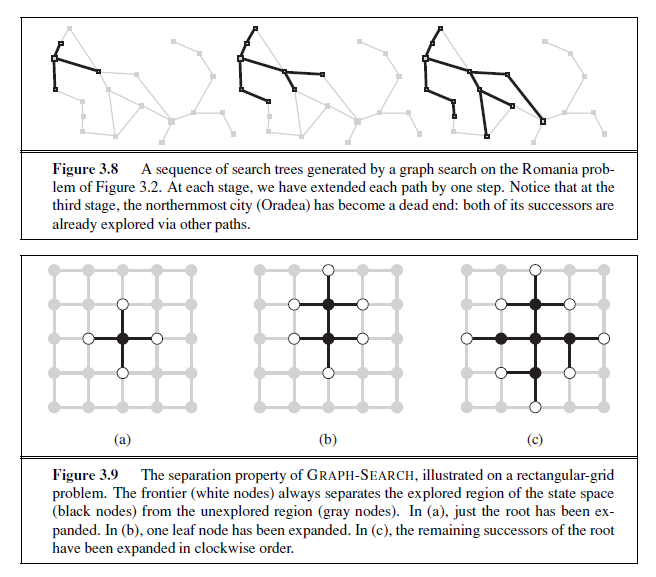 Figure 3.8 A sequence of search trees generated by a graph search on the Romania prob-
lem of Figure 3.2. At each stage, we have extended each path by one step. Notice that at the
third stage, the northernmost city (Oradea) has become a dead end: both of its successors are
already explored via other paths.
(a) (b) (c)
Figure 3.9 The separation property of GRAPH-SEARCH, illustrated on a rectangular-grid
problem. The frontier (white nodes) always separates the explored region of the state space
(black nodes) from the unexplored region (gray nodes). In (a), just the root has been ex-
panded. In (b), one leaf node has been expanded. In (c), the remaining successors of the root
have been expanded in clockwise order.